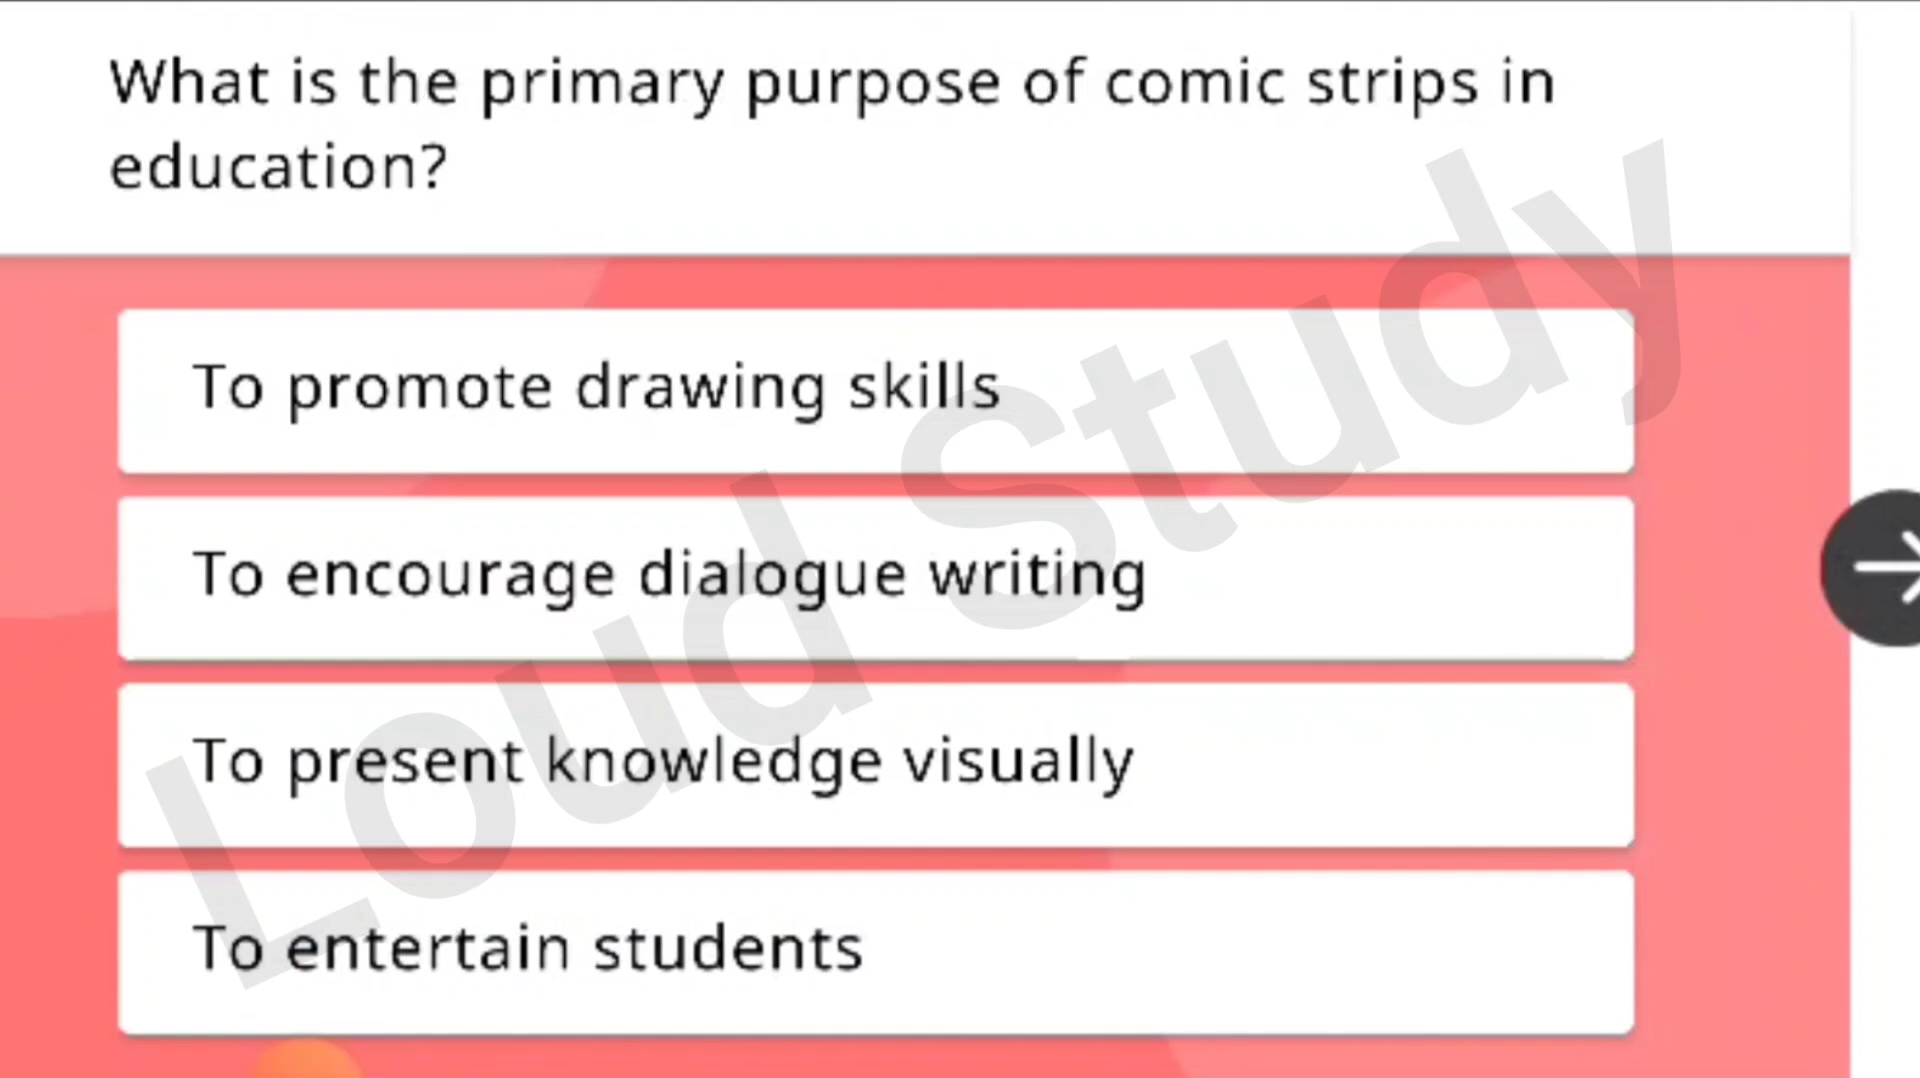 What is the primary purpose of comic strips in
education?
To promote drawing skills
To encourage dialogue writing
To present knowledge visually
To entertain students
Loud Study